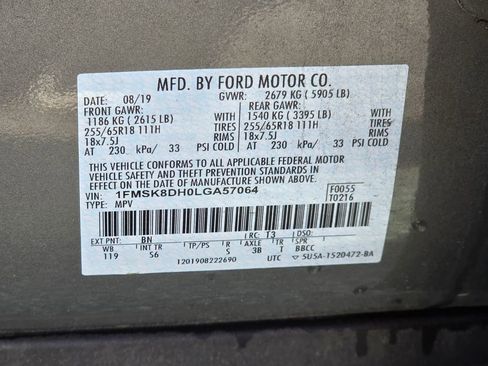 MFD. BY FORD MOTOR CO.
DATE: 08/19 GVWR: 2679 KG ( 5905 LB)
FRONT GAWR: REAR GAWR:
1186 KG ( 2615 LB) WITH 1540 KG ( 3395 LB) WITH
255/65R18 111H TIRES 255/65R18 111H TIRES
18x7.5J RIMS 18x7.5J RIMS
AT 230 kPa/ 33 PSI COLD AT 230 kPa/ 33 PSI COLD
THIS VEHICLE CONFORMS TO ALL APPLICABLE FEDERAL MOTOR
VEHICLE SAFETY AND THEFT PREVENTION STANDARDS IN EFFECT ON THE DATE OF MANUFACTURE SHOWN ABOVE.
VIN: 1FMSK8DH0LGA57064 F0055
TYPE: MPV T0216
EXT PNT: BN RC: T3 DSO:
WB INT TR TP/PS R AXLE TR SPR
119 S6 S 3B T BBCC
1201908222690 UTC 5U5A-1520472-BA